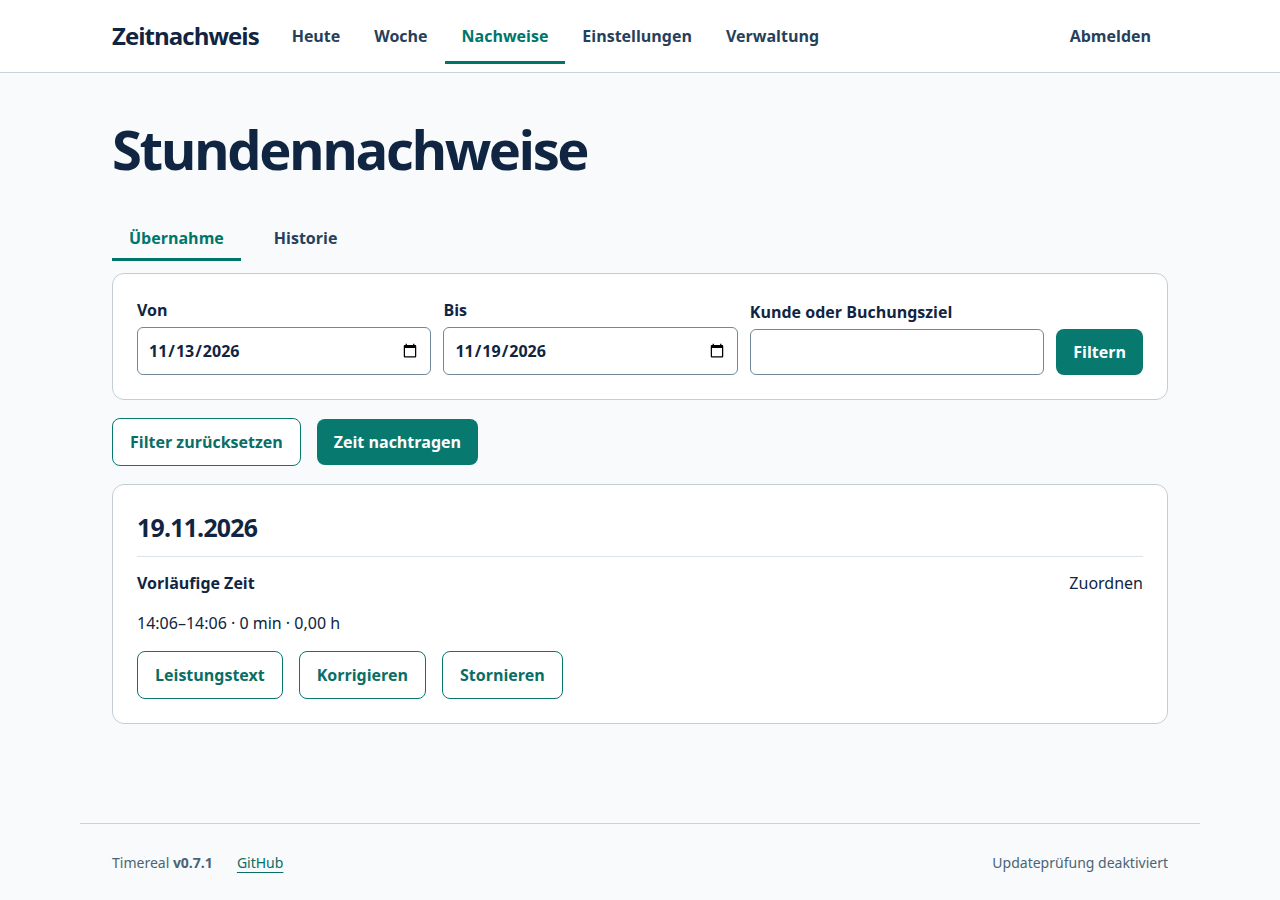 Zeitnachweis Heute Woche Nachweise Einstellungen Verwaltung Abmelden
Stundennachweise
Übernahme Historie
Von Bis Kunde oder Buchungsziel
11/13/2026 11/19/2026 Filtern
Filter zurücksetzen Zeit nachtragen
19.11.2026
Vorläufige Zeit Zuordnen
14:06–14:06 · 0 min · 0,00 h
Leistungstext Korrigieren Stornieren
Timereal v0.7.1 GitHub Updateprüfung deaktiviert